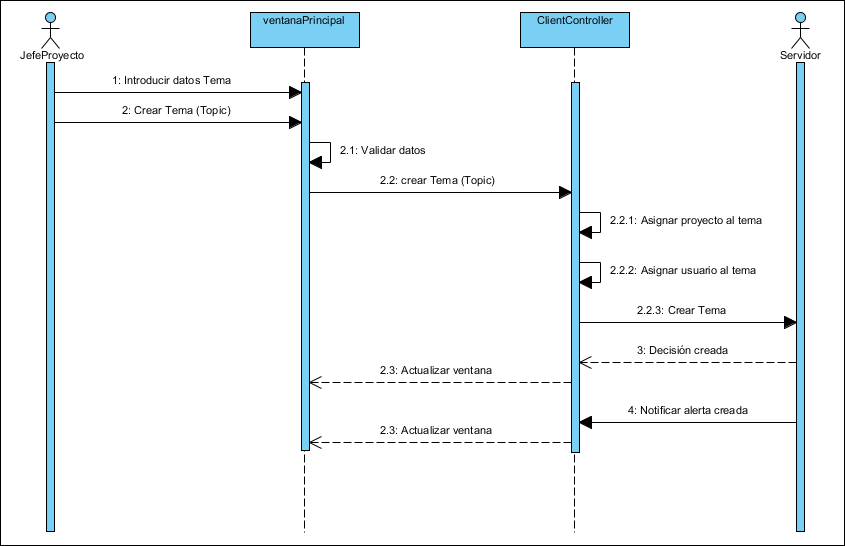 ventanaPrincipal
ClientController
JefeProyecto
Servidor
1: Introducir datos Tema
2: Crear Tema (Topic)
2.1: Validar datos
2.2: crear Tema (Topic)
2.2.1: Asignar proyecto al tema
2.2.2: Asignar usuario al tema
2.2.3: Crear Tema
3: Decisión creada
2.3: Actualizar ventana
4: Notificar alerta creada
2.3: Actualizar ventana